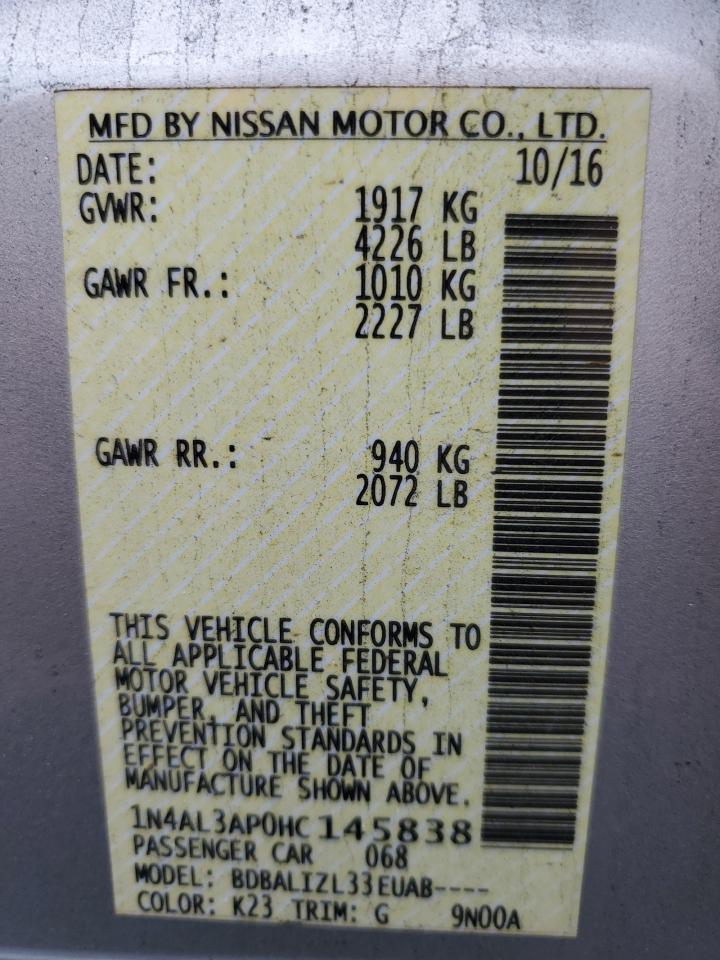 MFD BY NISSAN MOTOR CO., LTD.
DATE: 10/16
GVWR: 1917 KG
4226 LB
GAWR FR.: 1010 KG
2227 LB
GAWR RR.: 940 KG
2072 LB
THIS VEHICLE CONFORMS TO
ALL APPLICABLE FEDERAL
MOTOR VEHICLE SAFETY,
BUMPER, AND THEFT
PREVENTION STANDARDS IN
EFFECT ON THE DATE OF
MANUFACTURE SHOWN ABOVE.
1N4AL3AP0HC145838
PASSENGER CAR 068
MODEL: BDBALIZL33EUAB----
COLOR: K23 TRIM: G 9N00A